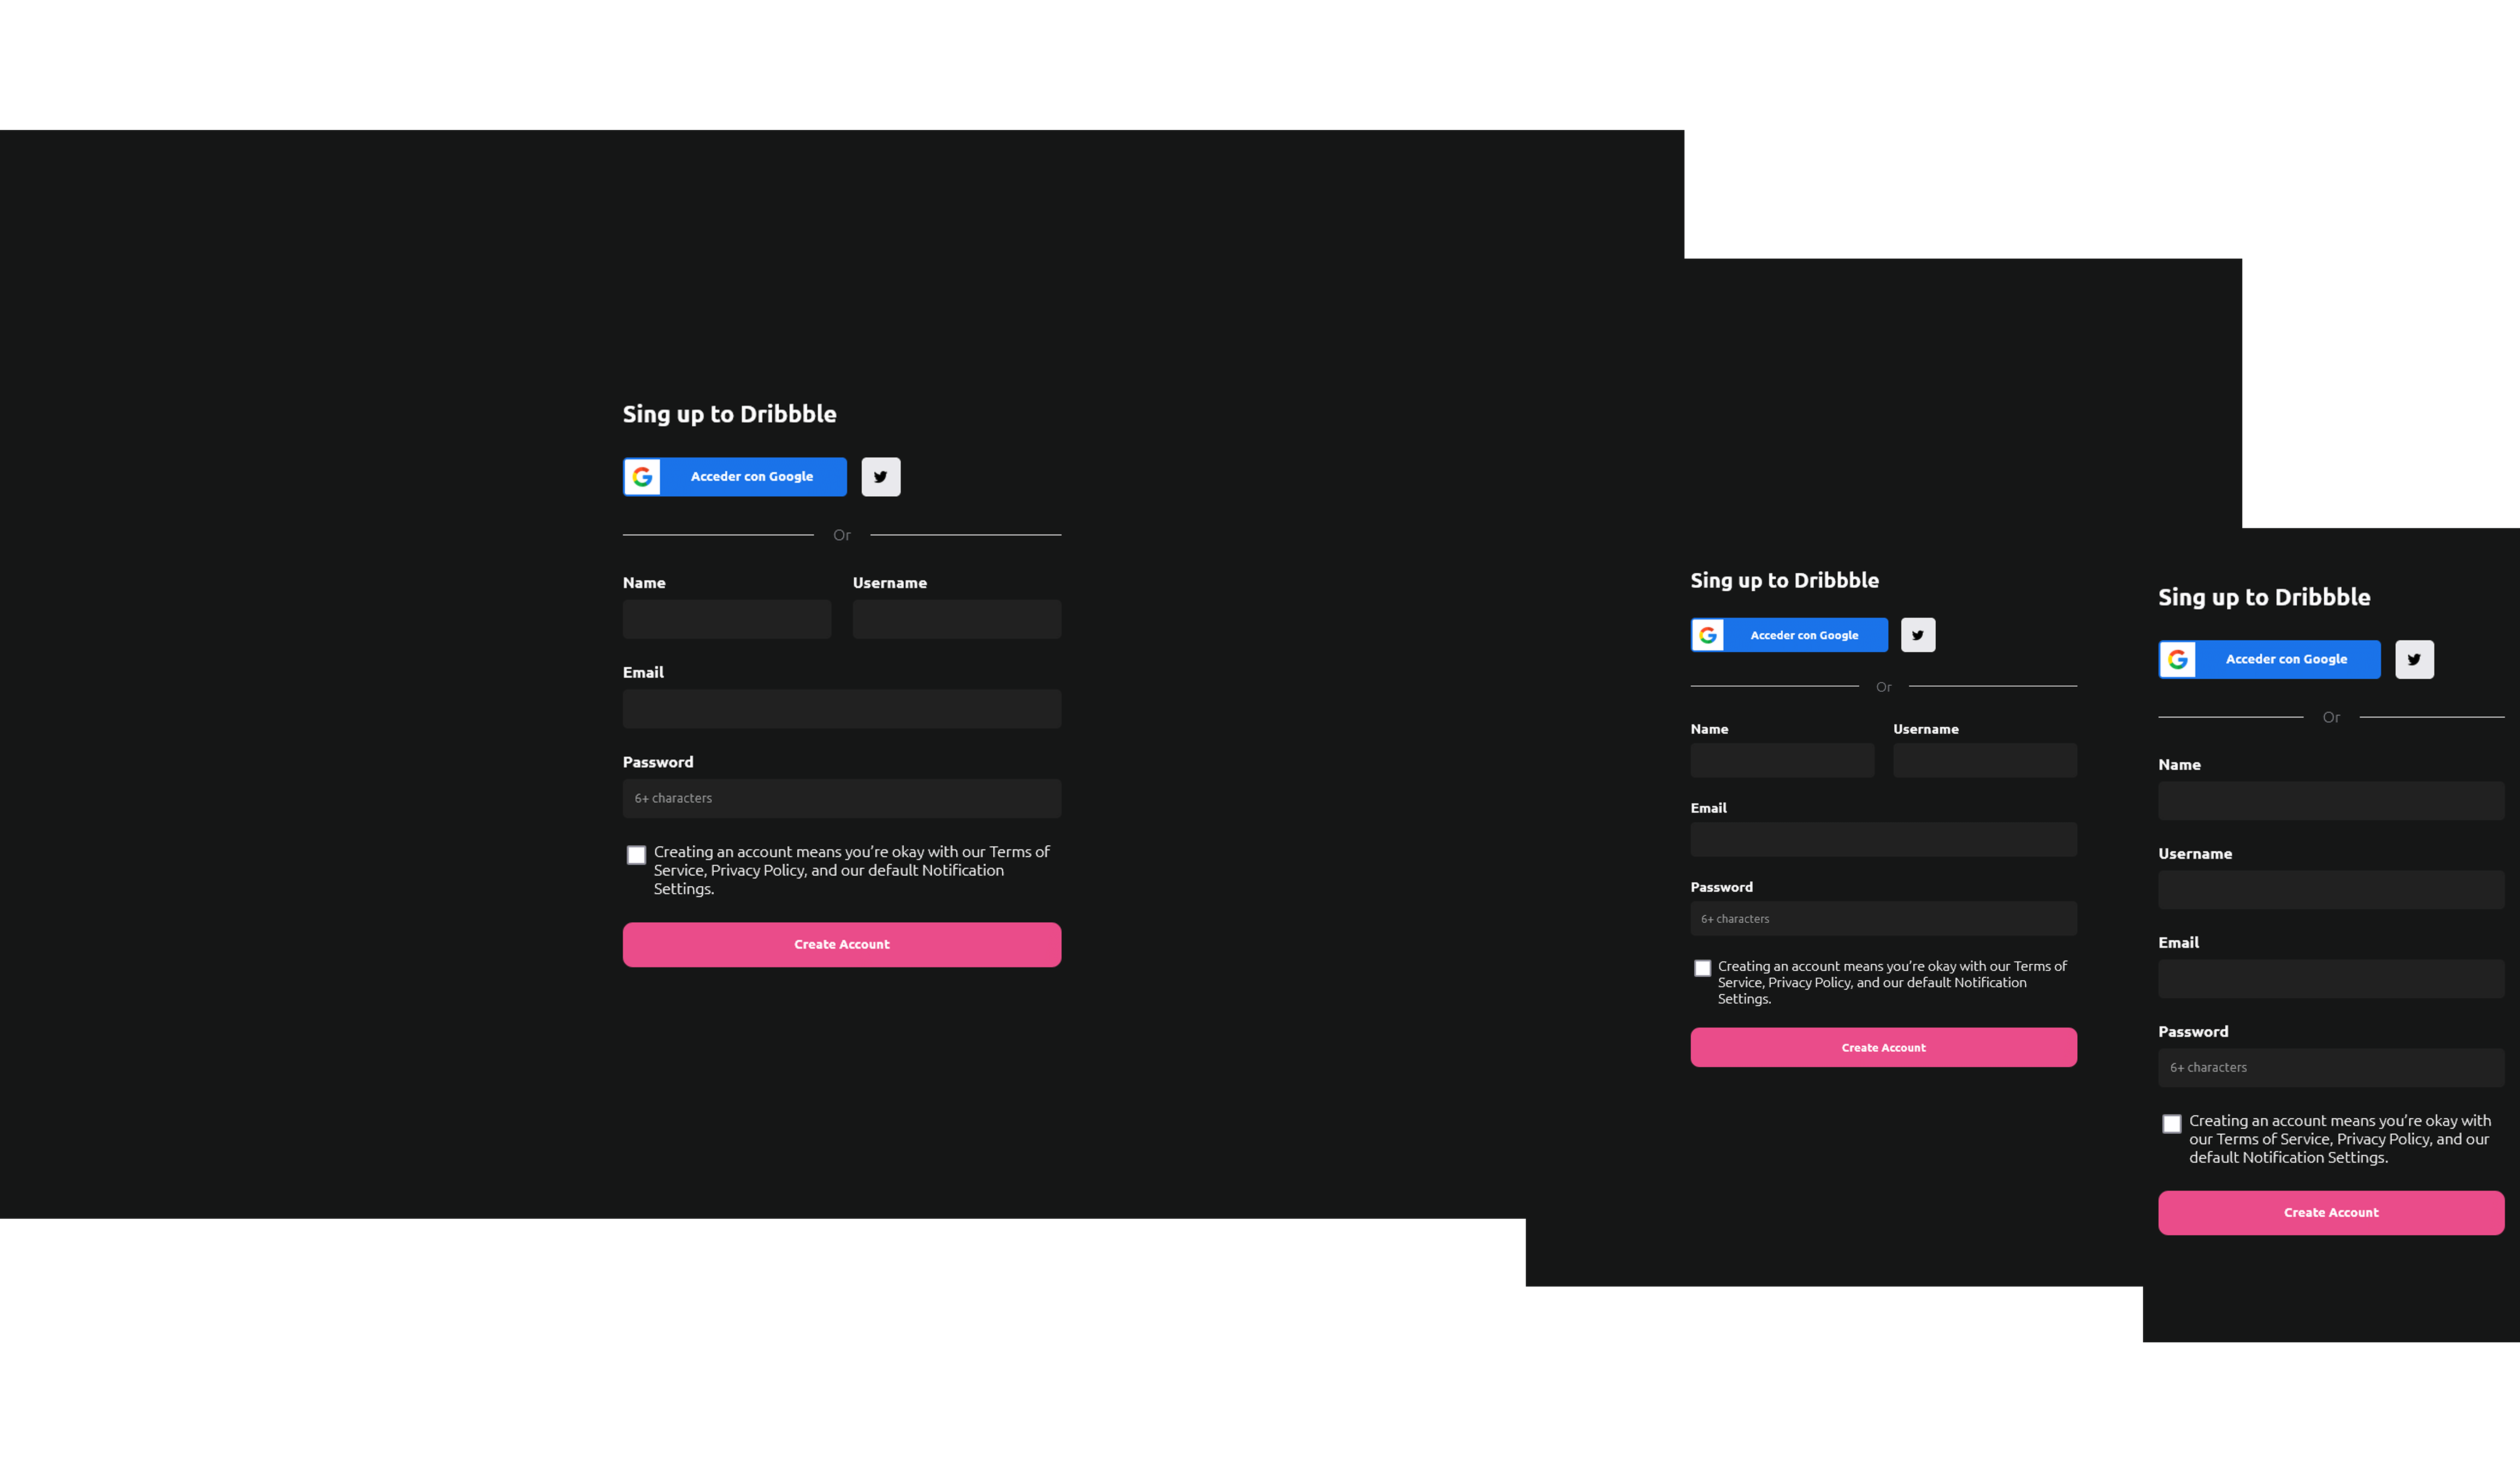 Sing up to Dribbble
Acceder con Google
Or
Name Username
Email
Password
6+ characters
Creating an account means you’re okay with our Terms of
Service, Privacy Policy, and our default Notification
Settings.
Create Account
Sing up to Dribbble
Acceder con Google
Or
Name Username
Email
Password
6+ characters
Creating an account means you’re okay with our Terms of
Service, Privacy Policy, and our default Notification
Settings.
Create Account
Sing up to Dribbble
Acceder con Google
Or
Name
Username
Email
Password
6+ characters
Creating an account means you’re okay with
our Terms of Service, Privacy Policy, and our
default Notification Settings.
Create Account